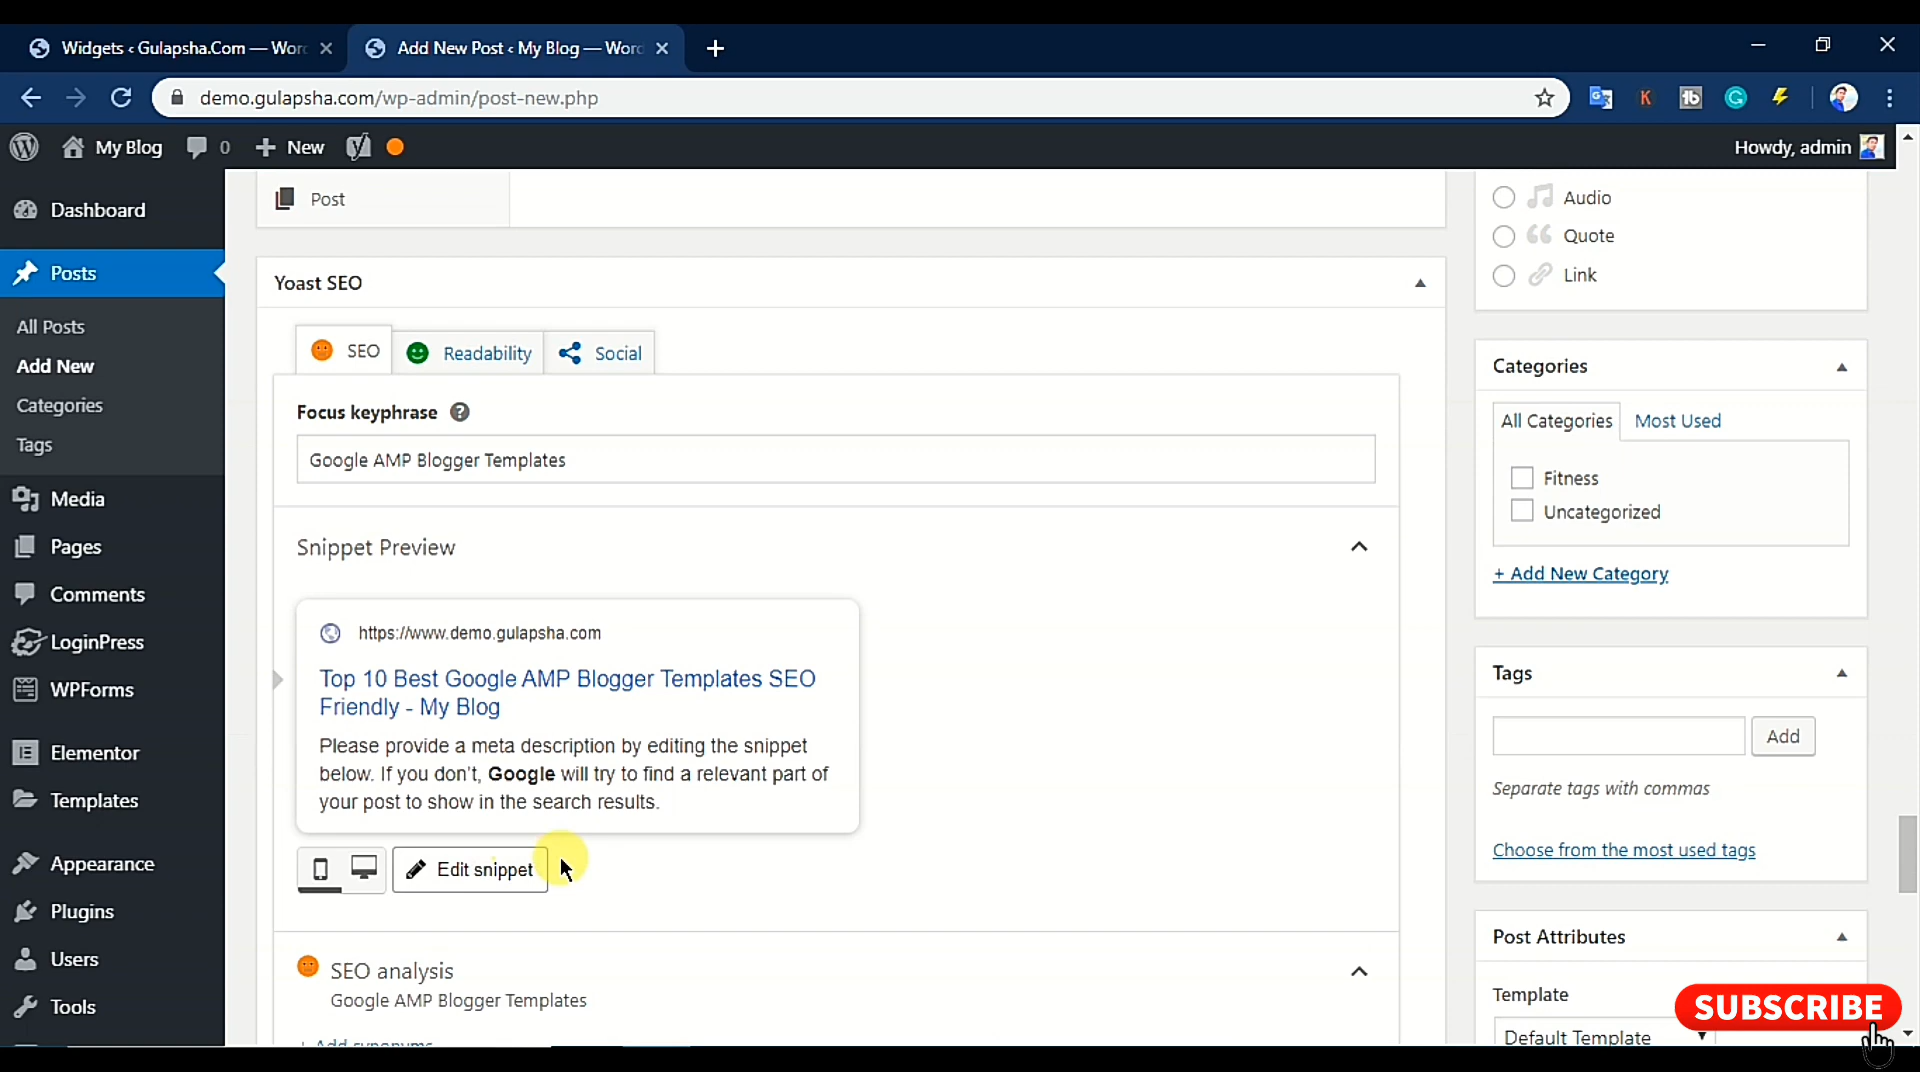 Widgets ‹ Gulapsha.Com — Wor
Add New Post ‹ My Blog — Word
demo.gulapsha.com/wp-admin/post-new.php
My Blog
0
New
Howdy, admin
Dashboard
Posts
All Posts
Add New
Categories
Tags
Media
Pages
Comments
LoginPress
WPForms
Elementor
Templates
Appearance
Plugins
Users
Tools
Post
Yoast SEO
SEO
Readability
Social
Focus keyphrase
Google AMP Blogger Templates
Snippet Preview
https://www.demo.gulapsha.com
Top 10 Best Google AMP Blogger Templates SEO
Friendly - My Blog
Please provide a meta description by editing the snippet
below. If you don't, Google will try to find a relevant part of
your post to show in the search results.
Edit snippet
SEO analysis
Google AMP Blogger Templates
+ Add synonyms
Audio
Quote
Link
Categories
All Categories
Most Used
Fitness
Uncategorized
+ Add New Category
Tags
Add
Separate tags with commas
Choose from the most used tags
Post Attributes
Template
Default Template
SUBSCRIBE